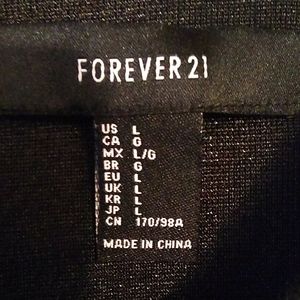 FOREVER 21
US L
CA G
MX L/G
BR G
EU L
UK L
KR L
JP L
CN 170/98A
MADE IN CHINA